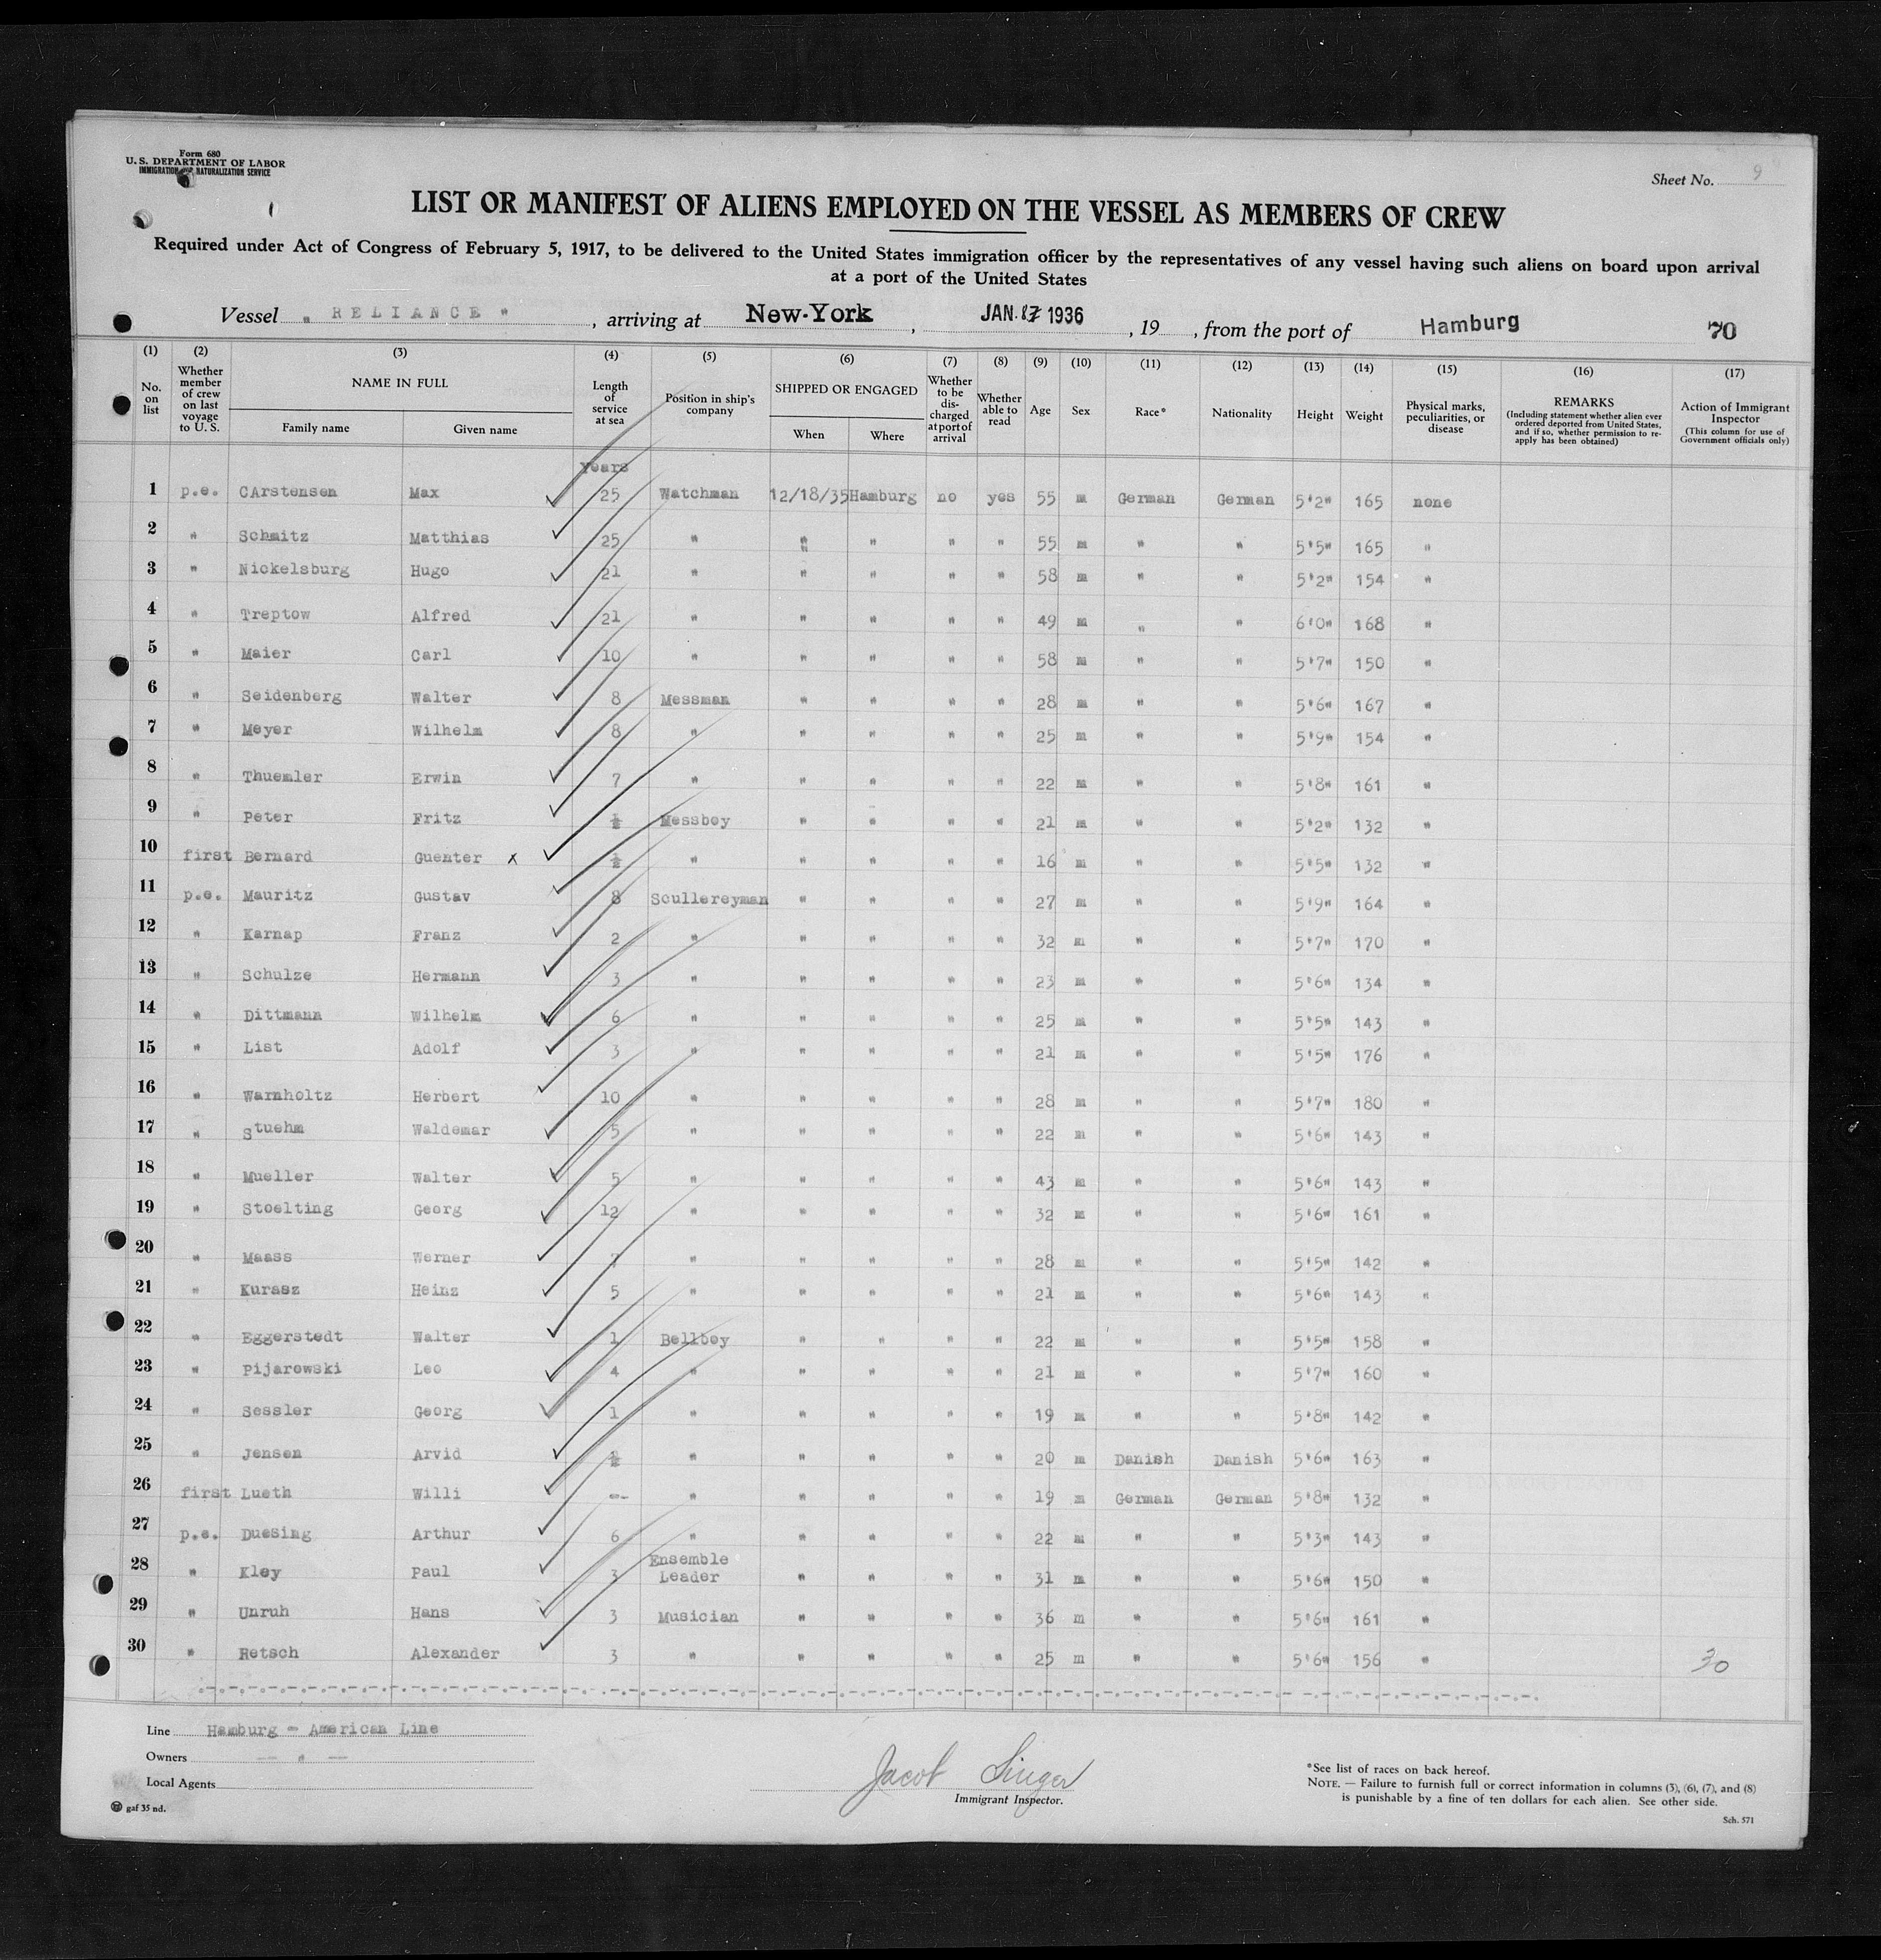 Form 680
U. S. DEPARTMENT OF LABOR
IMMIGRATION AND NATURALIZATION SERVICE
Sheet No. 9
LIST OR MANIFEST OF ALIENS EMPLOYED ON THE VESSEL AS MEMBERS OF CREW
Required under Act of Congress of February 5, 1917, to be delivered to the United States immigration officer by the representatives of any vessel having such aliens on board upon arrival
at a port of the United States
Vessel " RELIANCE ", arriving at New-York, JAN. 1936, 19, from the port of Hamburg 70
(1) No. on list (2) Whether member of crew on last voyage to U. S. (3) NAME IN FULL Family name Given name (4) Length of service at sea (5) Position in ship's company (6) SHIPPED OR ENGAGED When Where (7) Whether to be discharged at port of arrival (8) Whether able to read (9) Age (10) Sex (11) Race* (12) Nationality (13) Height (14) Weight (15) Physical marks, peculiarities, or disease (16) REMARKS (Including statement whether alien ever ordered deported from United States, and if so, whether permission to re-apply has been obtained) (17) Action of Immigrant Inspector (This column for use of Government officials only)
Years
1 p.e. CArstensen Max 25 Watchman 12/18/35 Hamburg no yes 55 m German German 5'2" 165 none
2 " Schmitz Matthias 25 " " " " " 55 m " " 5'5" 165 "
3 " Nickelsburg Hugo 21 " " " " " 58 m " " 5'2" 154 "
4 " Treptow Alfred 21 " " " " " 49 m " " 6'0" 168 "
5 " Maier Carl 10 " " " " " 58 m " " 5'7" 150 "
6 " Seidenberg Walter 8 Messman " " " " 28 m " " 5'6" 167 "
7 " Meyer Wilhelm 8 " " " " " 25 m " " 5'9" 154 "
8 " Thuemler Erwin 7 " " " " " 22 m " " 5'8" 161 "
9 " Peter Fritz ½ Messboy " " " " 21 m " " 5'2" 132 "
10 first Bernard Guenter x ½ " " " " " 16 m " " 5'5" 132 "
11 p.e. Mauritz Gustav 8 Scullereyman " " " " 27 m " " 5'9" 164 "
12 " Karnap Franz 2 " " " " " 32 m " " 5'7" 170 "
13 " Schulze Hermann 3 " " " " " 23 m " " 5'6" 134 "
14 " Dittmann Wilhelm 6 " " " " " 25 m " " 5'5" 143 "
15 " List Adolf 3 " " " " " 21 m " " 5'5" 176 "
16 " Warnholtz Herbert 10 " " " " " 28 m " " 5'7" 180 "
17 " Stuehm Waldemar 5 " " " " " 22 m " " 5'6" 143 "
18 " Mueller Walter 5 " " " " " 43 m " " 5'6" 143 "
19 " Stoelting Georg 12 " " " " " 32 m " " 5'6" 161 "
20 " Maass Werner 7 " " " " " 28 m " " 5'5" 142 "
21 " Kurasz Heinz 5 " " " " " 21 m " " 5'6" 143 "
22 " Eggerstedt Walter 1 Bellboy " " " " 22 m " " 5'5" 158 "
23 " Pijarowski Leo 4 " " " " " 21 m " " 5'7" 160 "
24 " Sessler Georg 1 " " " " " 19 m " " 5'8" 142 "
25 " Jensen Arvid ½ " " " " " 20 m Danish Danish 5'6" 163 "
26 first Lueth Willi -- " " " " " 19 m German German 5'8" 132 "
27 p.e. Duesing Arthur 6 " " " " " 22 m " " 5'3" 143 "
28 " Kley Paul 3 Ensemble Leader " " " " 31 m " " 5'6" 150 "
29 " Unruh Hans 3 Musician " " " " 36 m " " 5'6" 161 "
30 " Retsch Alexander 3 " " " " " 25 m " " 5'6" 156 " 30
Line Hamburg - American Line
Owners — " —
Local Agents
gaf 35 nd.
Jacob Singer
Immigrant Inspector.
*See list of races on back hereof.
NOTE. — Failure to furnish full or correct information in columns (3), (6), (7), and (8)
is punishable by a fine of ten dollars for each alien. See other side.
Sch. 571